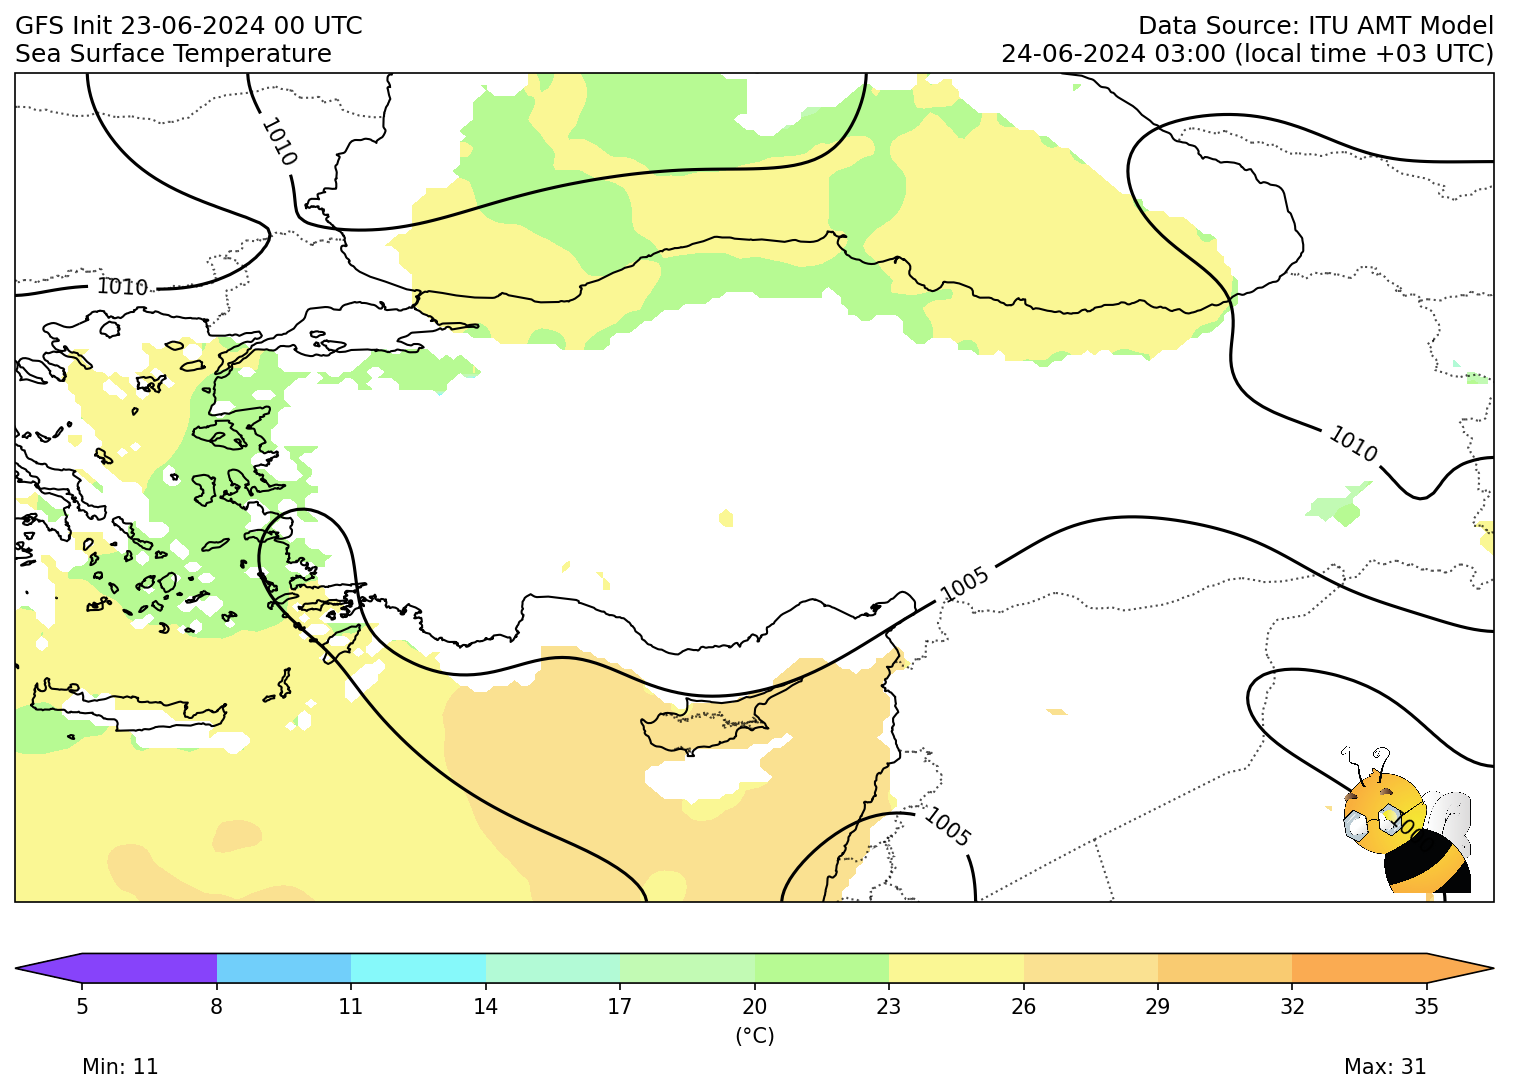 GFS Init 23-06-2024 00 UTC
Sea Surface Temperature
Data Source: ITU AMT Model
24-06-2024 03:00 (local time +03 UTC)
1010
1010
1010
1005
1005
5 8 11 14 17 20 23 26 29 32 35
(°C)
Min: 11
Max: 31